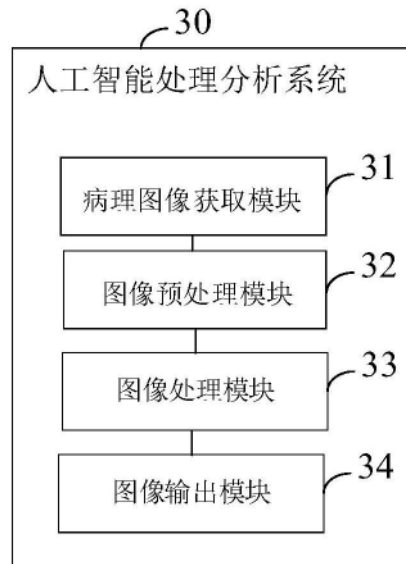 30
人工智能处理分析系统
31
病理图像获取模块
32
图像预处理模块
33
图像处理模块
34
图像输出模块